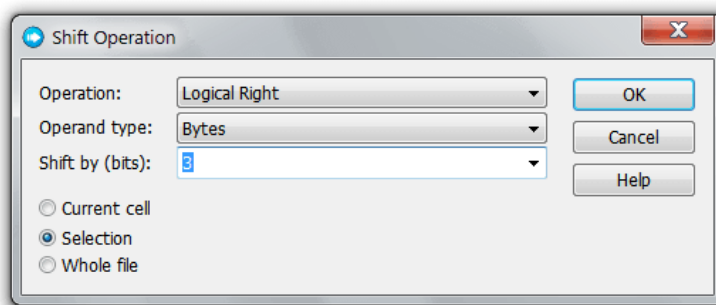 Shift Operation
Operation: Logical Right OK
Operand type: Bytes Cancel
Shift by (bits): 3 Help
Current cell
Selection
Whole file